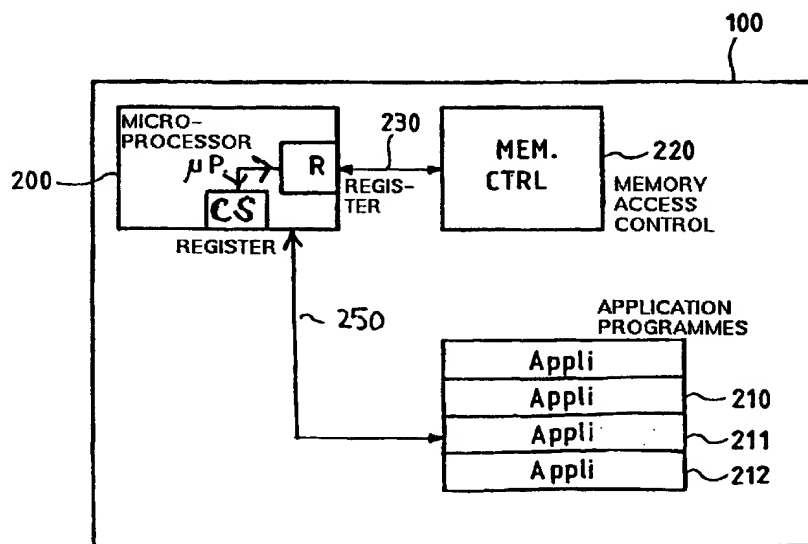 100
MICRO-
PROCESSOR
μP
R
CS
200
REGISTER
REGIS-
TER
230
MEM.
CTRL
220
MEMORY
ACCESS
CONTROL
250
APPLICATION
PROGRAMMES
Appli
Appli
210
Appli
211
Appli
212